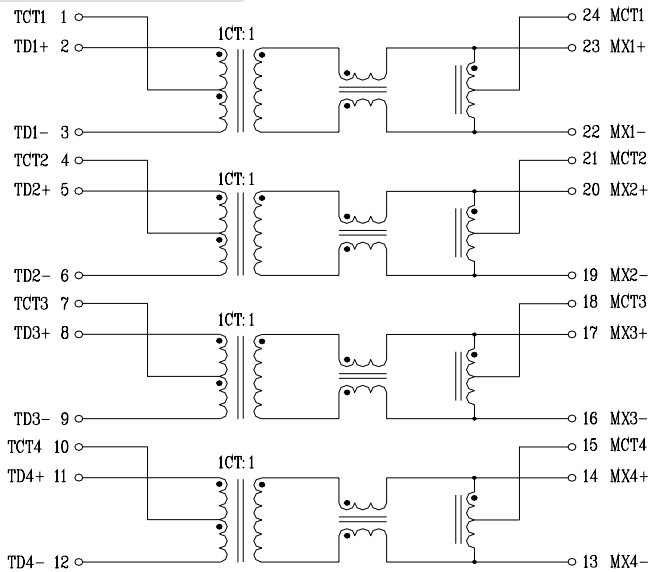 TCT1 1 24 MCT1
1CT:1
TD1+ 2 23 MX1+
TD1- 3 22 MX1-
TCT2 4 21 MCT2
1CT:1
TD2+ 5 20 MX2+
TD2- 6 19 MX2-
TCT3 7 18 MCT3
1CT:1
TD3+ 8 17 MX3+
TD3- 9 16 MX3-
TCT4 10 15 MCT4
1CT:1
TD4+ 11 14 MX4+
TD4- 12 13 MX4-